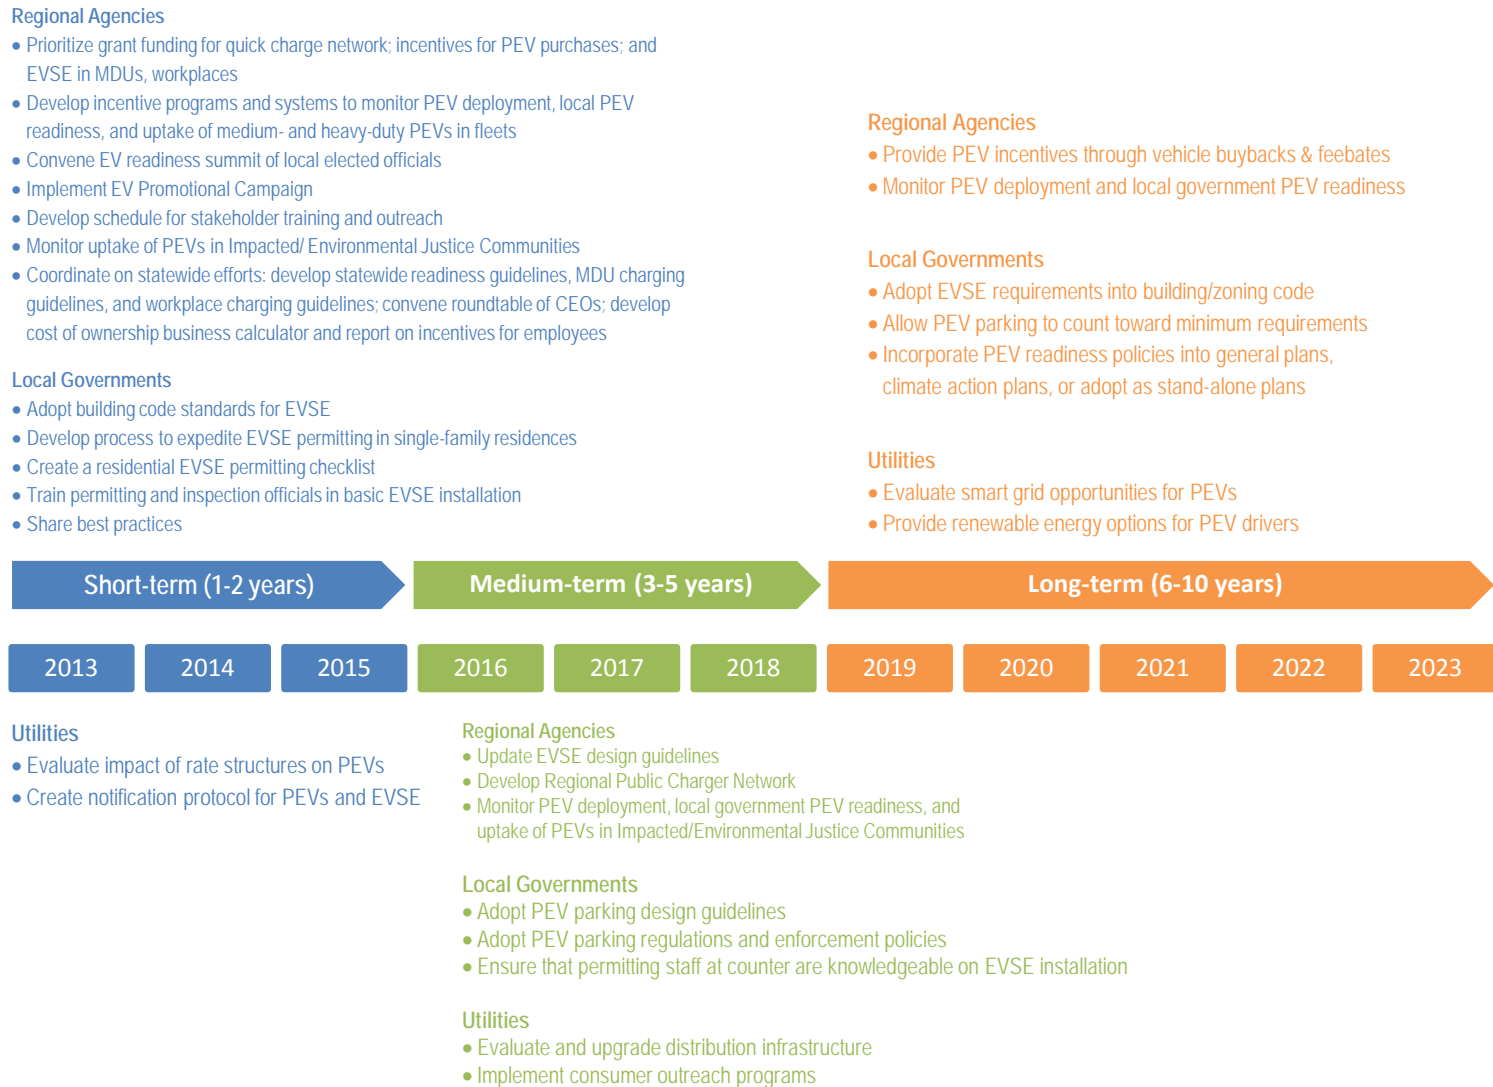 Regional Agencies
• Prioritize grant funding for quick charge network; incentives for PEV purchases; and
EVSE in MDUs, workplaces
• Develop incentive programs and systems to monitor PEV deployment, local PEV
readiness, and uptake of medium- and heavy-duty PEVs in fleets
• Convene EV readiness summit of local elected officials
• Implement EV Promotional Campaign
• Develop schedule for stakeholder training and outreach
• Monitor uptake of PEVs in Impacted/ Environmental Justice Communities
• Coordinate on statewide efforts: develop statewide readiness guidelines, MDU charging
guidelines, and workplace charging guidelines; convene roundtable of CEOs; develop
cost of ownership business calculator and report on incentives for employees
Local Governments
• Adopt building code standards for EVSE
• Develop process to expedite EVSE permitting in single-family residences
• Create a residential EVSE permitting checklist
• Train permitting and inspection officials in basic EVSE installation
• Share best practices
Regional Agencies
• Provide PEV incentives through vehicle buybacks & feebates
• Monitor PEV deployment and local government PEV readiness
Local Governments
• Adopt EVSE requirements into building/zoning code
• Allow PEV parking to count toward minimum requirements
• Incorporate PEV readiness policies into general plans,
climate action plans, or adopt as stand-alone plans
Utilities
• Evaluate smart grid opportunities for PEVs
• Provide renewable energy options for PEV drivers
Short-term (1-2 years)
Medium-term (3-5 years)
Long-term (6-10 years)
2013 2014 2015 2016 2017 2018 2019 2020 2021 2022 2023
Utilities
• Evaluate impact of rate structures on PEVs
• Create notification protocol for PEVs and EVSE
Regional Agencies
• Update EVSE design guidelines
• Develop Regional Public Charger Network
• Monitor PEV deployment, local government PEV readiness, and
uptake of PEVs in Impacted/Environmental Justice Communities
Local Governments
• Adopt PEV parking design guidelines
• Adopt PEV parking regulations and enforcement policies
• Ensure that permitting staff at counter are knowledgeable on EVSE installation
Utilities
• Evaluate and upgrade distribution infrastructure
• Implement consumer outreach programs